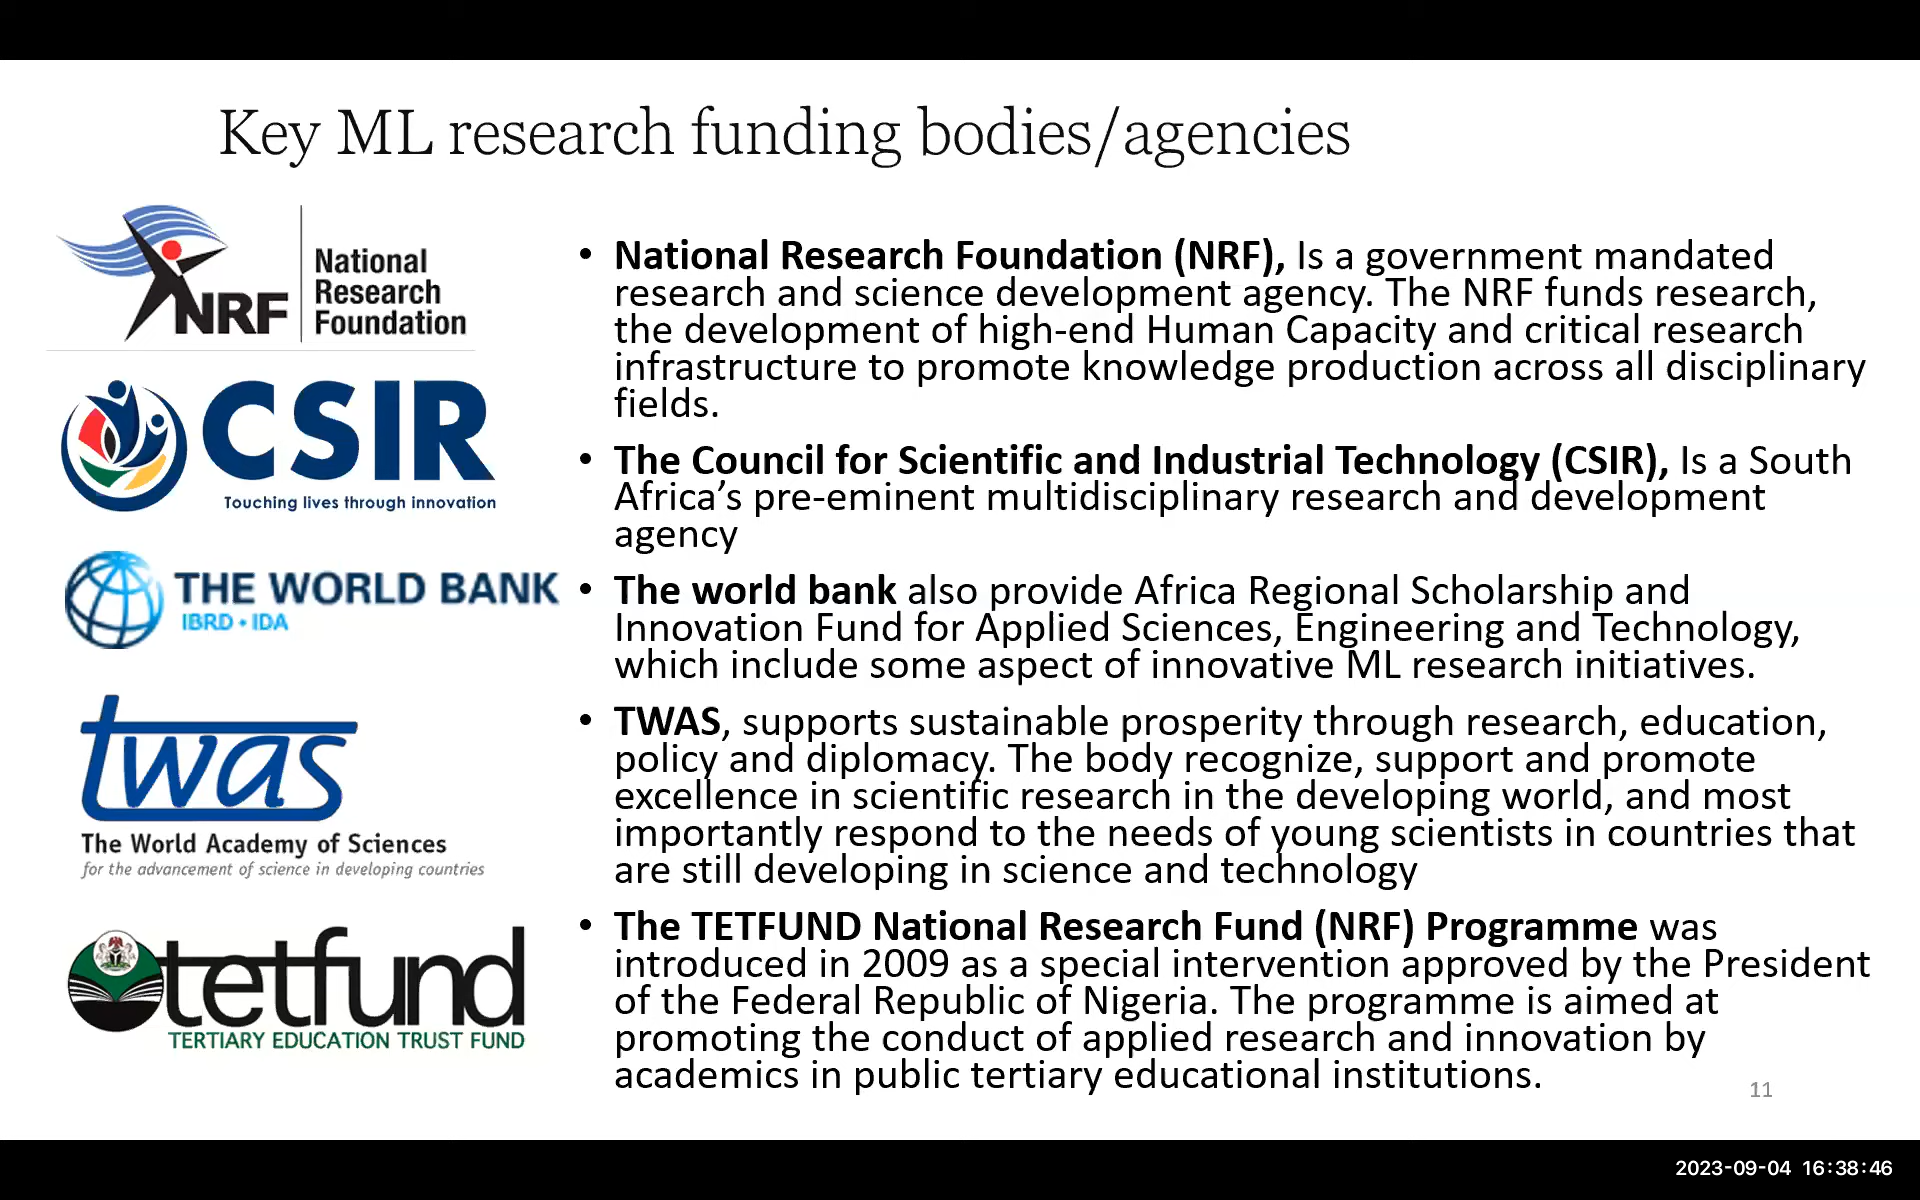 Key ML research funding bodies/agencies
NRF
National
Research
Foundation
CSIR
Touching lives through innovation
THE WORLD BANK
IBRD • IDA
twas
The World Academy of Sciences
for the advancement of science in developing countries
tetfund
TERTIARY EDUCATION TRUST FUND
• National Research Foundation (NRF), Is a government mandated
research and science development agency. The NRF funds research,
the development of high-end Human Capacity and critical research
infrastructure to promote knowledge production across all disciplinary
fields.
• The Council for Scientific and Industrial Technology (CSIR), Is a South
Africa’s pre-eminent multidisciplinary research and development
agency
• The world bank also provide Africa Regional Scholarship and
Innovation Fund for Applied Sciences, Engineering and Technology,
which include some aspect of innovative ML research initiatives.
• TWAS, supports sustainable prosperity through research, education,
policy and diplomacy. The body recognize, support and promote
excellence in scientific research in the developing world, and most
importantly respond to the needs of young scientists in countries that
are still developing in science and technology
• The TETFUND National Research Fund (NRF) Programme was
introduced in 2009 as a special intervention approved by the President
of the Federal Republic of Nigeria. The programme is aimed at
promoting the conduct of applied research and innovation by
academics in public tertiary educational institutions.
11
2023-09-04 16:38:46